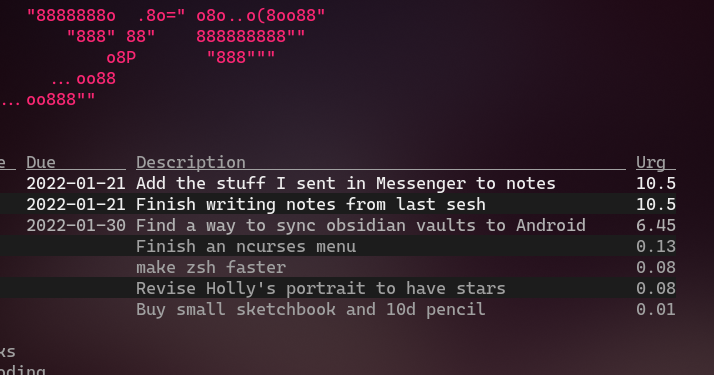 "8888888o  .8o=" o8o..o(8oo88"
"888" 88"    888888888""
o8P       "888"""
...oo88
...oo888""
e Due Description Urg
2022-01-21 Add the stuff I sent in Messenger to notes 10.5
2022-01-21 Finish writing notes from last sesh 10.5
2022-01-30 Find a way to sync obsidian vaults to Android 6.45
Finish an ncurses menu 0.13
make zsh faster 0.08
Revise Holly's portrait to have stars 0.08
Buy small sketchbook and 10d pencil 0.01
ks
oding